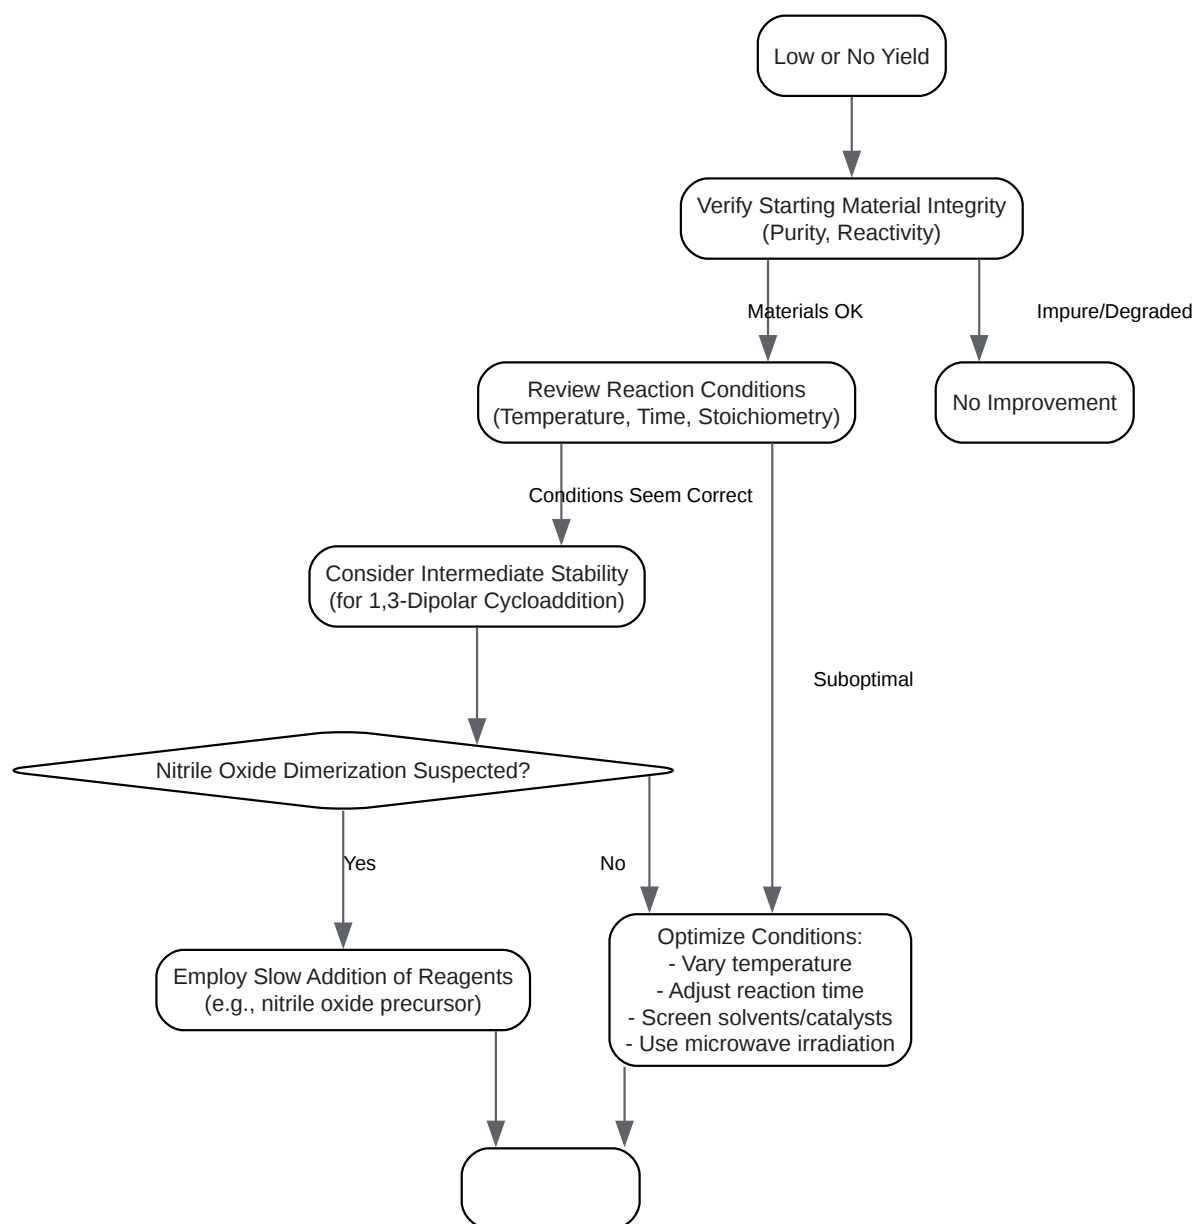 Low or No Yield
Verify Starting Material Integrity
(Purity, Reactivity)
Materials OK
Impure/Degraded
Review Reaction Conditions
(Temperature, Time, Stoichiometry)
No Improvement
Conditions Seem Correct
Consider Intermediate Stability
(for 1,3-Dipolar Cycloaddition)
Suboptimal
Nitrile Oxide Dimerization Suspected?
Yes
No
Employ Slow Addition of Reagents
(e.g., nitrile oxide precursor)
Optimize Conditions:
- Vary temperature
- Adjust reaction time
- Screen solvents/catalysts
- Use microwave irradiation